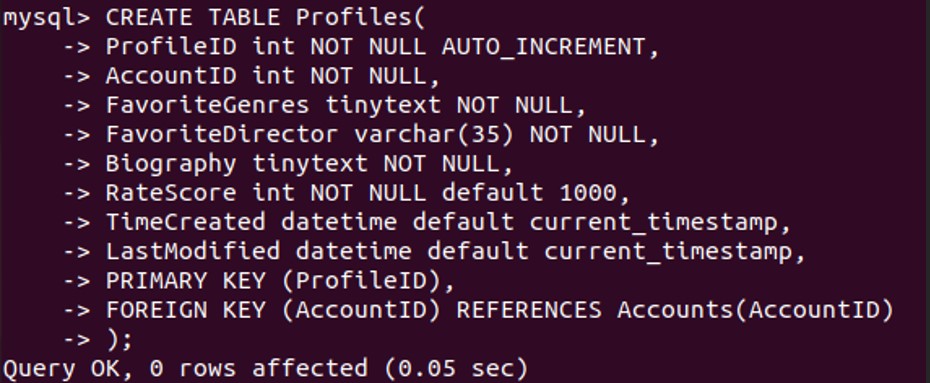 mysql> CREATE TABLE Profiles(
    -> ProfileID int NOT NULL AUTO_INCREMENT,
    -> AccountID int NOT NULL,
    -> FavoriteGenres tinytext NOT NULL,
    -> FavoriteDirector varchar(35) NOT NULL,
    -> Biography tinytext NOT NULL,
    -> RateScore int NOT NULL default 1000,
    -> TimeCreated datetime default current_timestamp,
    -> LastModified datetime default current_timestamp,
    -> PRIMARY KEY (ProfileID),
    -> FOREIGN KEY (AccountID) REFERENCES Accounts(AccountID)
    -> );
Query OK, 0 rows affected (0.05 sec)